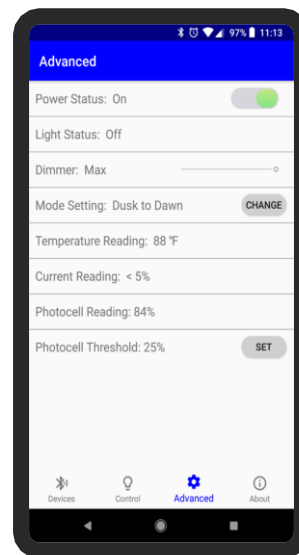 97% 11:13
Advanced
Power Status: On
Light Status: Off
Dimmer: Max
Mode Setting: Dusk to Dawn CHANGE
Temperature Reading: 88 °F
Current Reading: < 5%
Photocell Reading: 84%
Photocell Threshold: 25% SET
Devices Control Advanced About